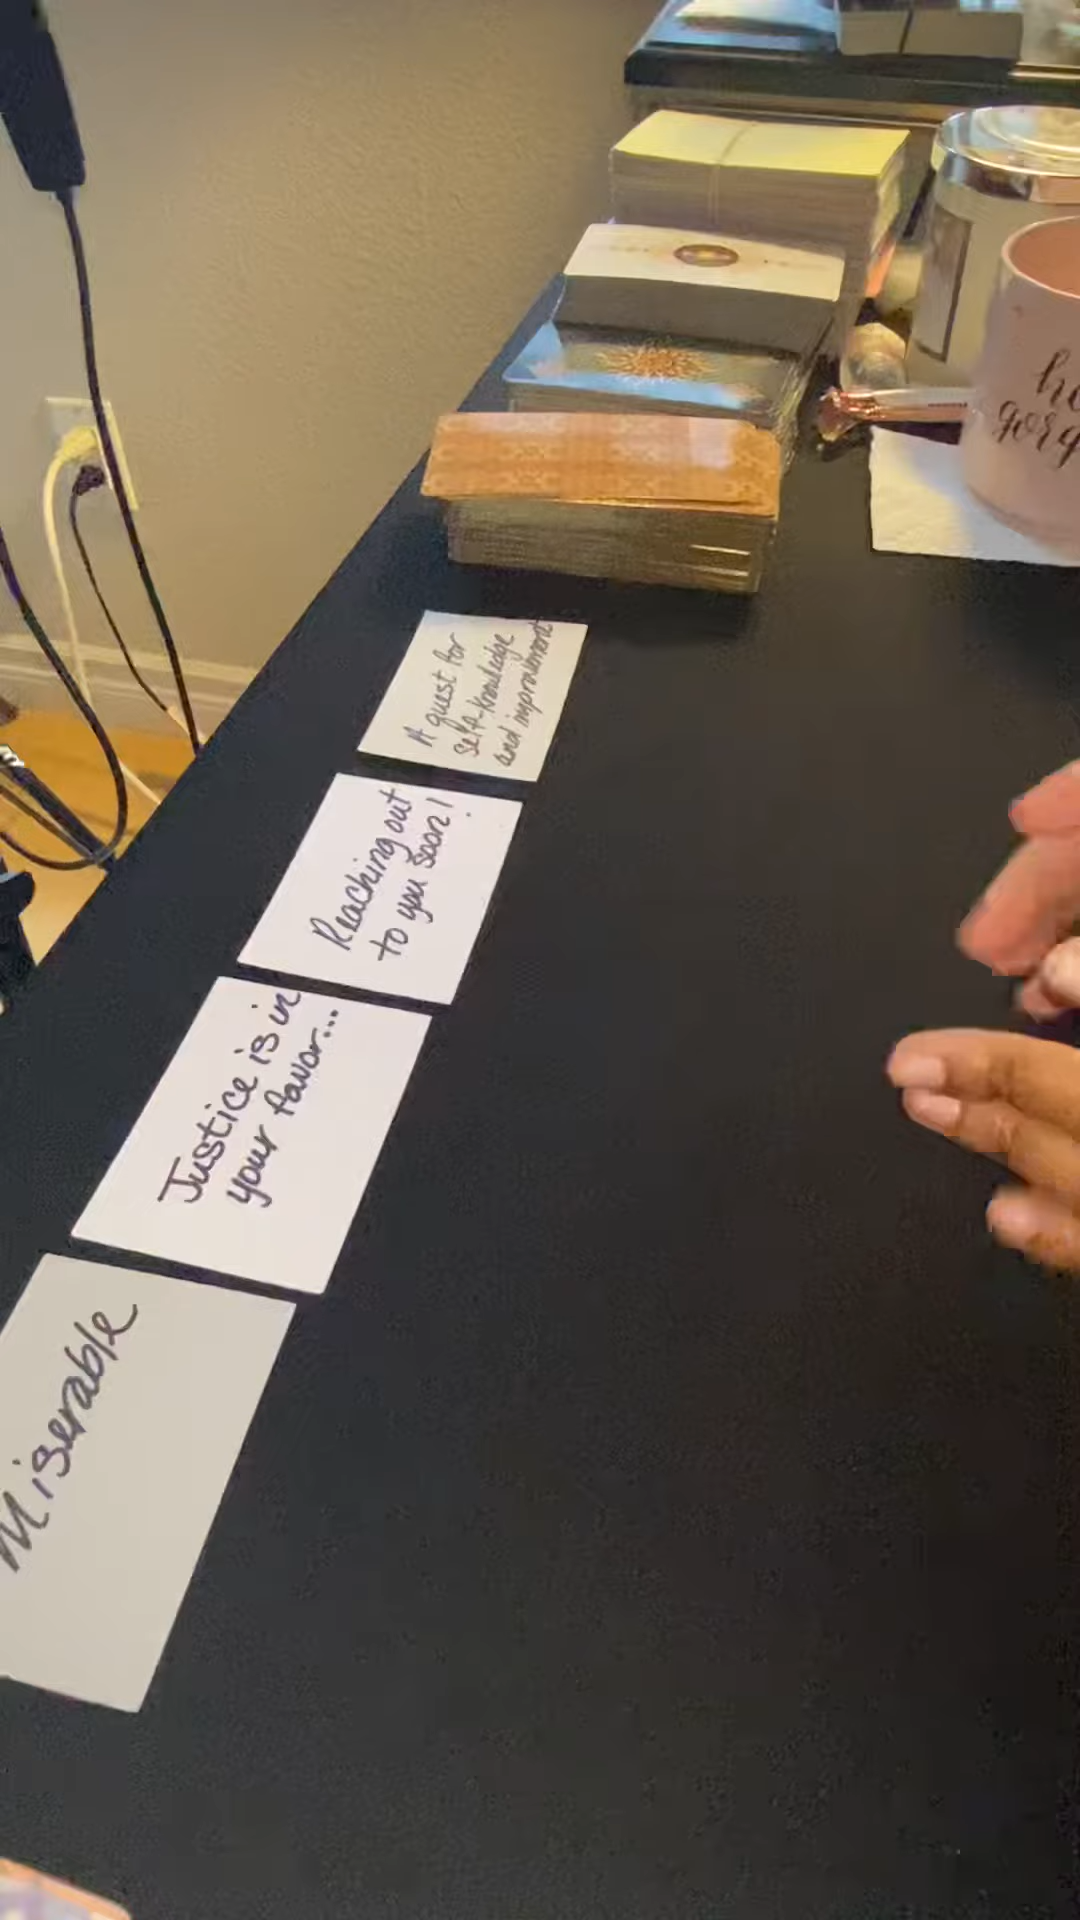 A quest for
self-knowledge
and improvement
Reaching out
to you soon!
Justice is in
your favor...
Miserable